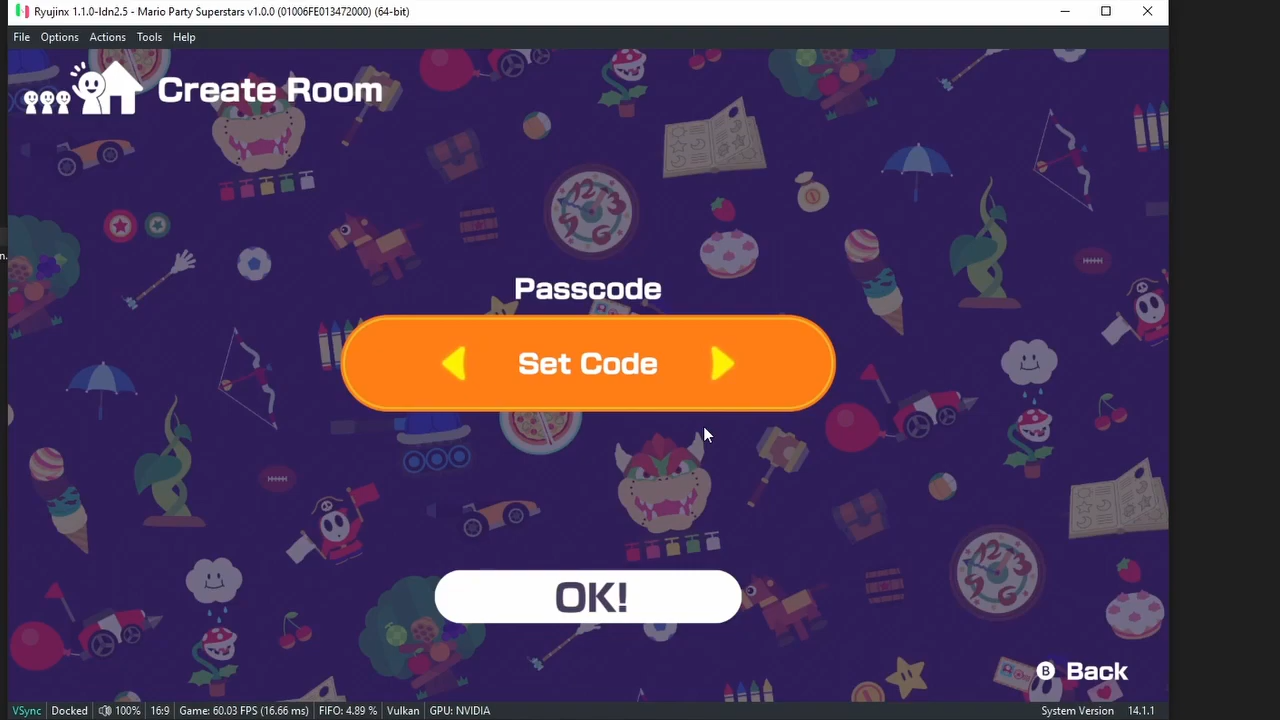 Ryujinx 1.1.0-ldn2.5 - Mario Party Superstars v1.0.0 (01006FE013472000) (64-bit)
File Options Actions Tools Help
Create Room
Passcode
Set Code
OK!
B Back
VSync Docked 100% 16:9 Game: 60.03 FPS (16.66 ms) FIFO: 4.89 % Vulkan GPU: NVIDIA System Version 14.1.1